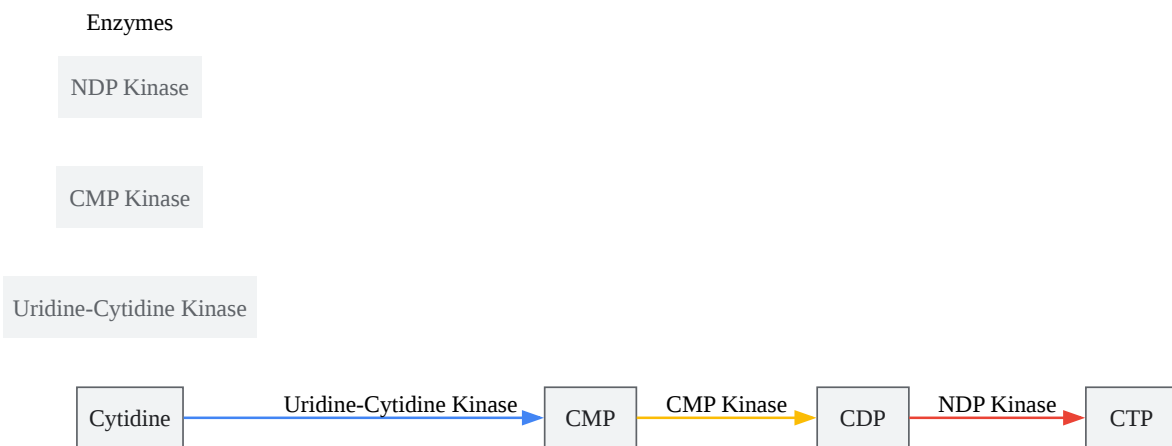 Enzymes
NDP Kinase
CMP Kinase
Uridine-Cytidine Kinase
Cytidine
Uridine-Cytidine Kinase
CMP
CMP Kinase
CDP
NDP Kinase
CTP